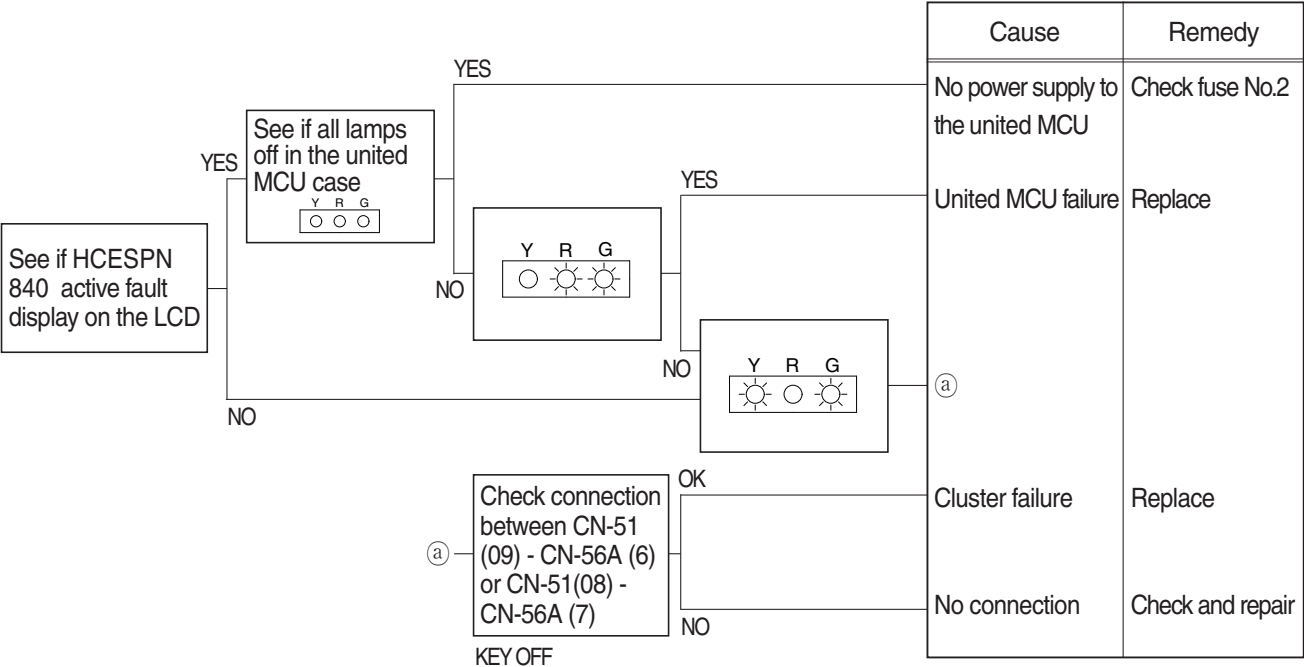 Cause
Remedy
YES
No power supply to
the united MCU
Check fuse No.2
See if all lamps
off in the united
MCU case
Y R G
YES
YES
United MCU failure
Replace
See if HCESPN
840 active fault
display on the LCD
Y R G
NO
NO
Y R G
ⓐ
NO
Check connection
between CN-51
(09) - CN-56A (6)
or CN-51(08) -
CN-56A (7)
OK
Cluster failure
Replace
ⓐ
No connection
Check and repair
NO
KEY OFF